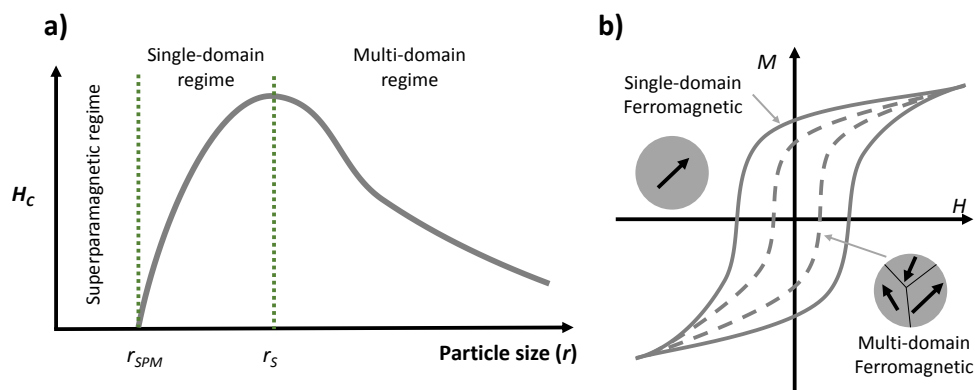 a)
Single-domain
regime
Multi-domain
regime
Superparamagnetic regime
H_C
r_SPM
r_S
Particle size (r)
b)
M
Single-domain
Ferromagnetic
H
Multi-domain
Ferromagnetic